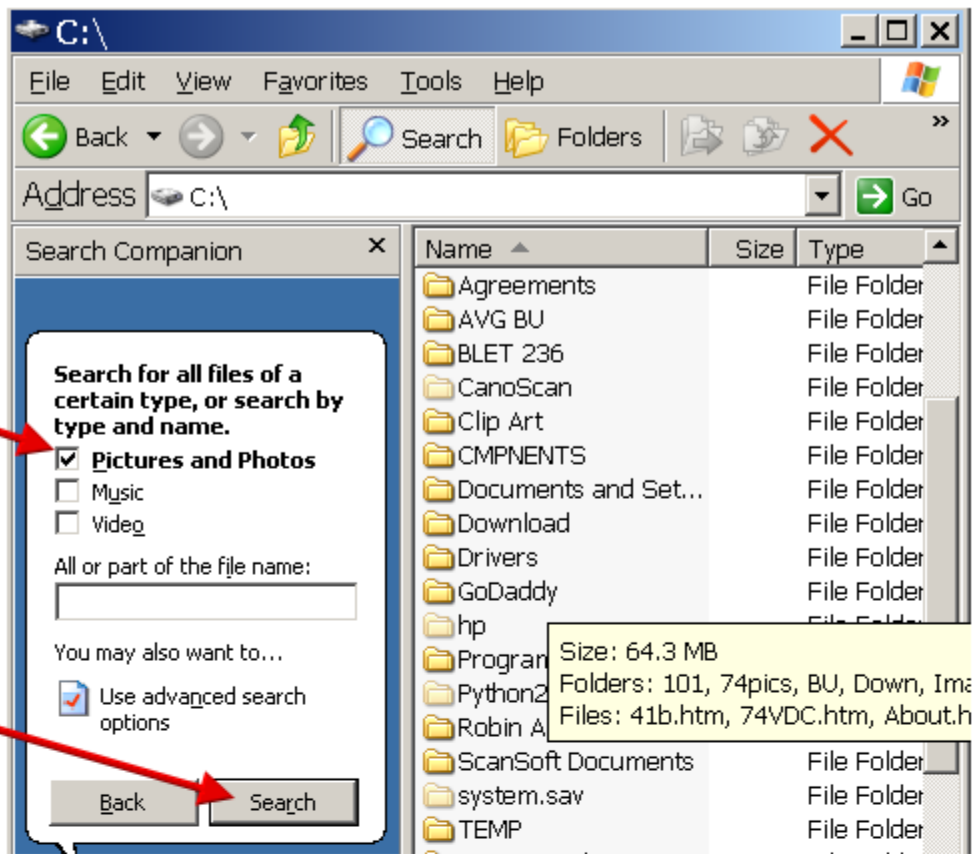 C:\
File Edit View Favorites Tools Help
Back Search Folders »
Address C:\ Go
Search Companion
Search for all files of a
certain type, or search by
type and name.
Pictures and Photos
Music
Video
All or part of the file name:
You may also want to...
Use advanced search
options
Back Search
Name Size Type
Agreements File Folder
AVG BU File Folder
BLET 236 File Folder
CanoScan File Folder
Clip Art File Folder
CMPNENTS File Folder
Documents and Set... File Folder
Download File Folder
Drivers File Folder
GoDaddy File Folder
hp
Program
Python2
Robin A
Size: 64.3 MB
Folders: 101, 74pics, BU, Down, Ima
Files: 41b.htm, 74VDC.htm, About.h
ScanSoft Documents File Folder
system.sav File Folder
TEMP File Folder